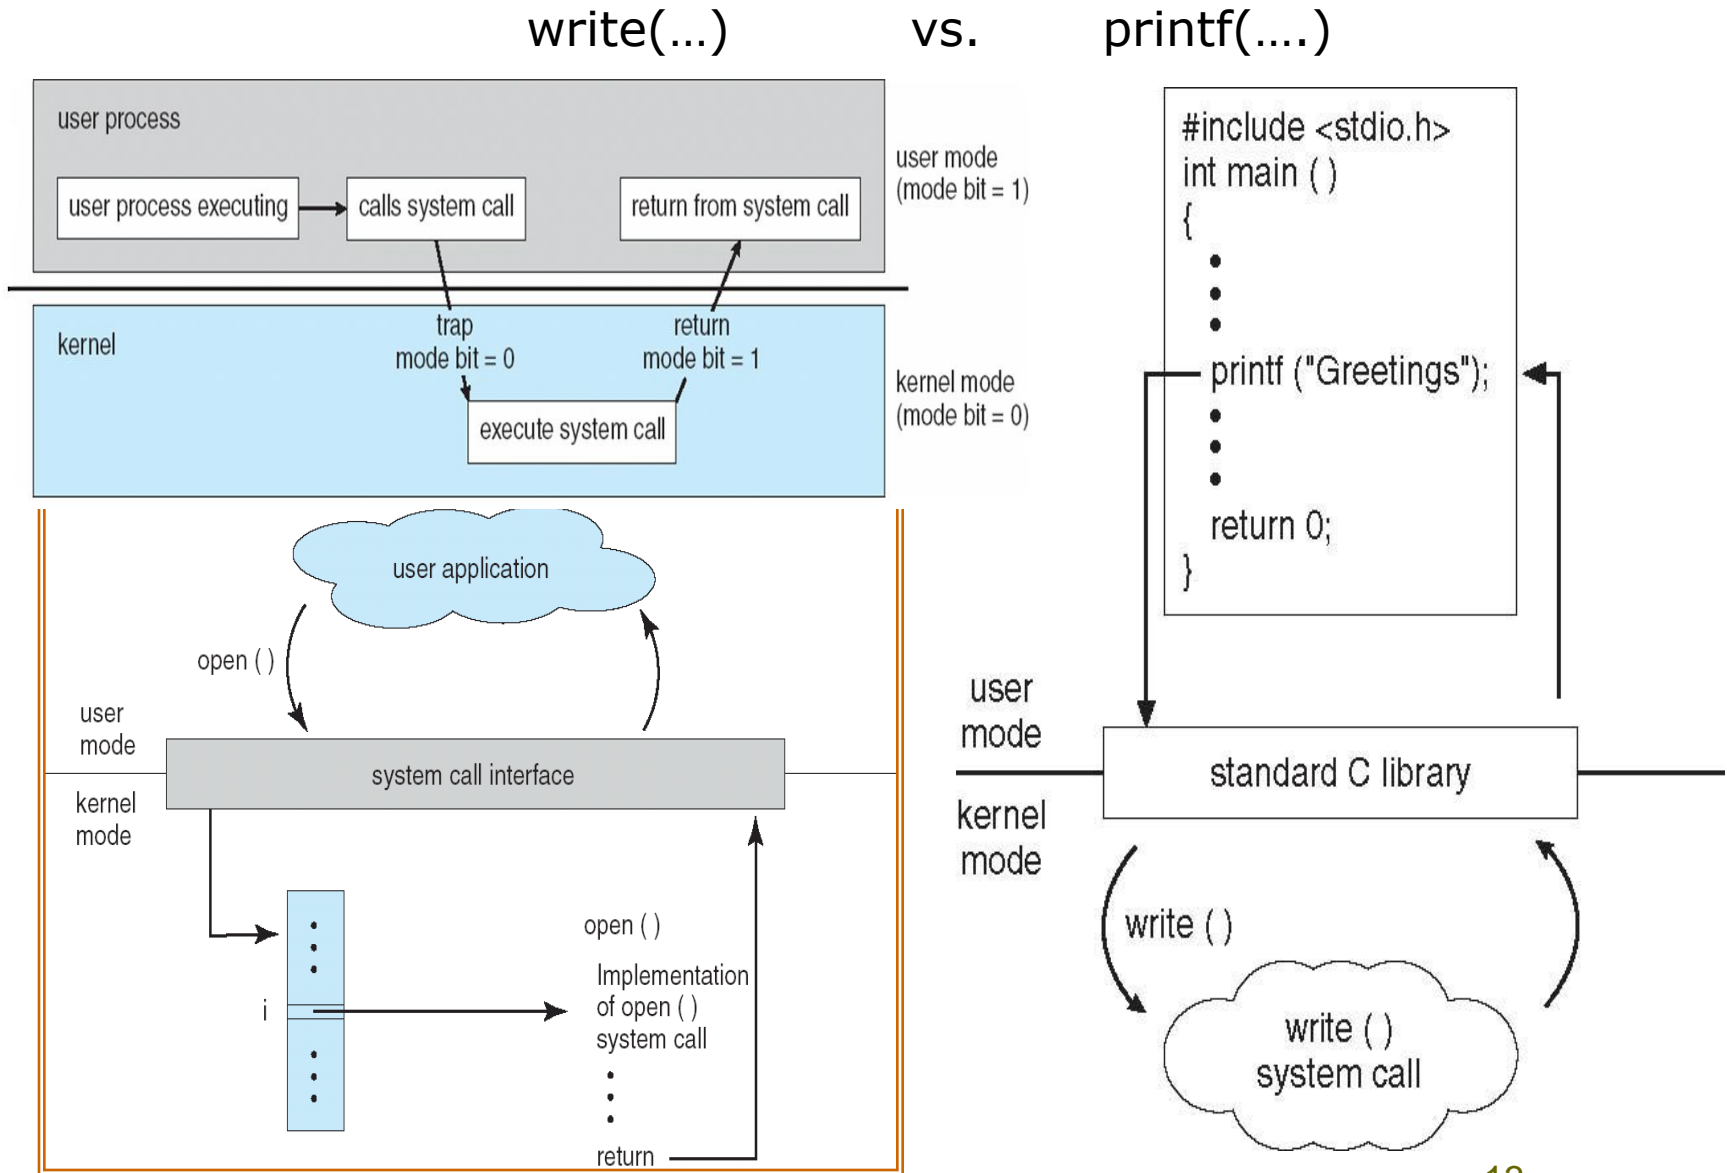 write(…) vs. printf(….)
user process
user process executing
calls system call
return from system call
user mode
(mode bit = 1)
kernel
trap
mode bit = 0
return
mode bit = 1
execute system call
kernel mode
(mode bit = 0)
user application
open ( )
user
mode
system call interface
kernel
mode
i
open ( )
Implementation
of open ( )
system call
return
#include <stdio.h>
int main ( )
{
printf ("Greetings");
return 0;
}
user
mode
standard C library
kernel
mode
write ( )
write ( )
system call